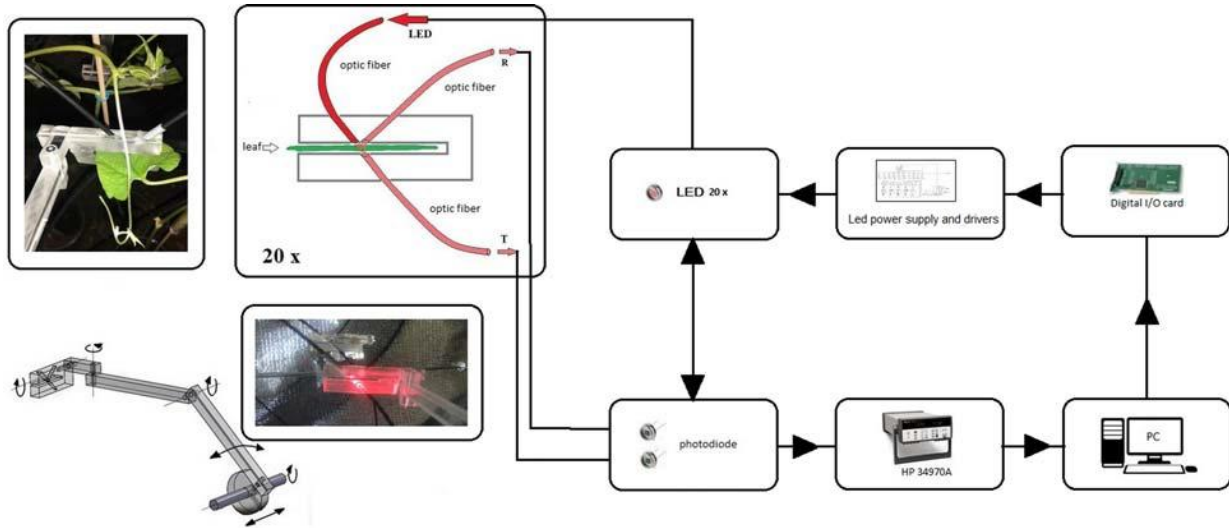 LED
R
optic fiber
optic fiber
leaf
optic fiber
T
20 x
LED 20 x
Led power supply and drivers
Digital I/O card
photodiode
HP 34970A
PC